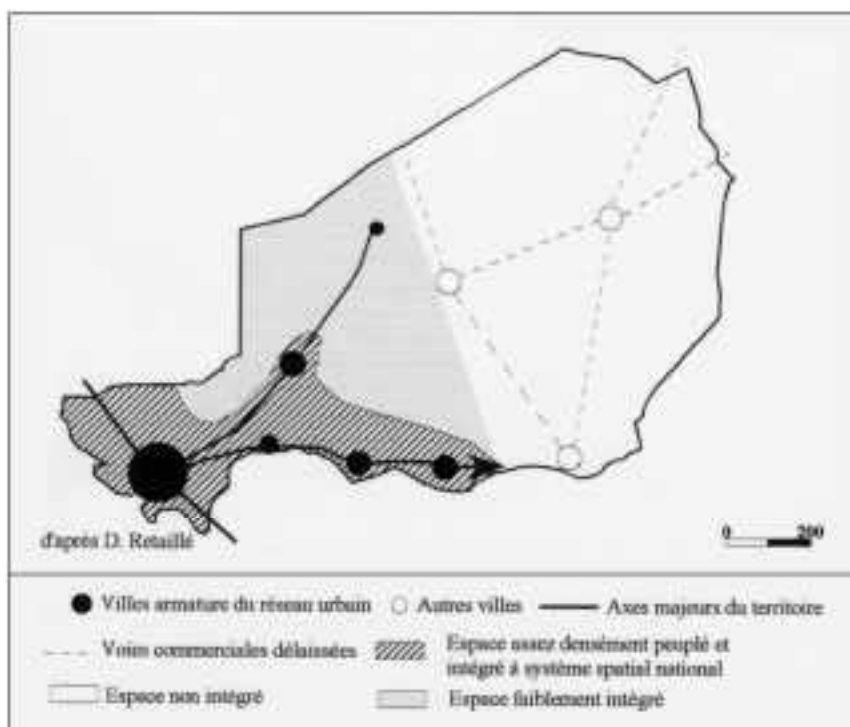 d'après D. Retaillé
0 200
Villes armature du réseau urbain
Autres villes
Axes majeurs du territoire
Voies commerciales délaissées
Espace assez densément peuplé et
intégré à système spatial national
Espace non intégré
Espace faiblement intégré